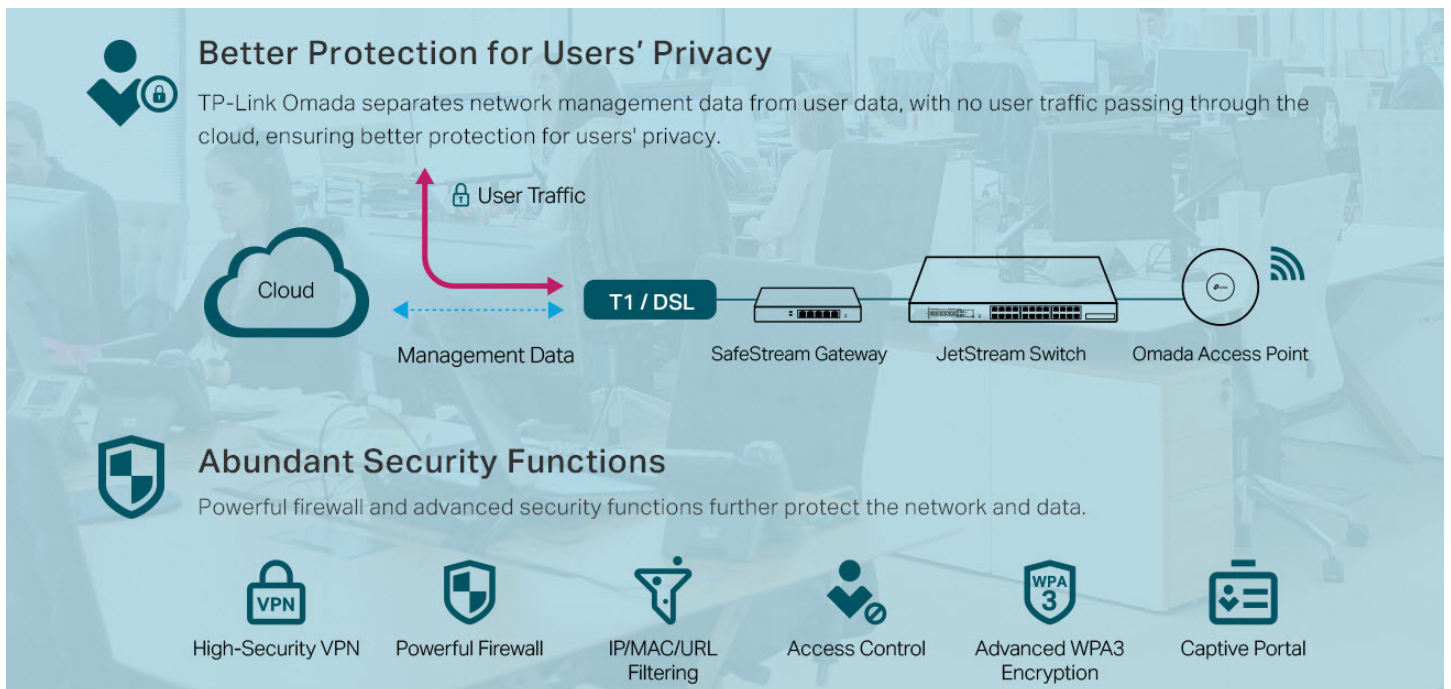 Better Protection for Users' Privacy
TP-Link Omada separates network management data from user data, with no user traffic passing through the
cloud, ensuring better protection for users' privacy.
User Traffic
Cloud
T1 / DSL
Management Data
SafeStream Gateway
JetStream Switch
Omada Access Point
Abundant Security Functions
Powerful firewall and advanced security functions further protect the network and data.
VPN
WPA
3
High-Security VPN
Powerful Firewall
IP/MAC/URL
Filtering
Access Control
Advanced WPA3
Encryption
Captive Portal